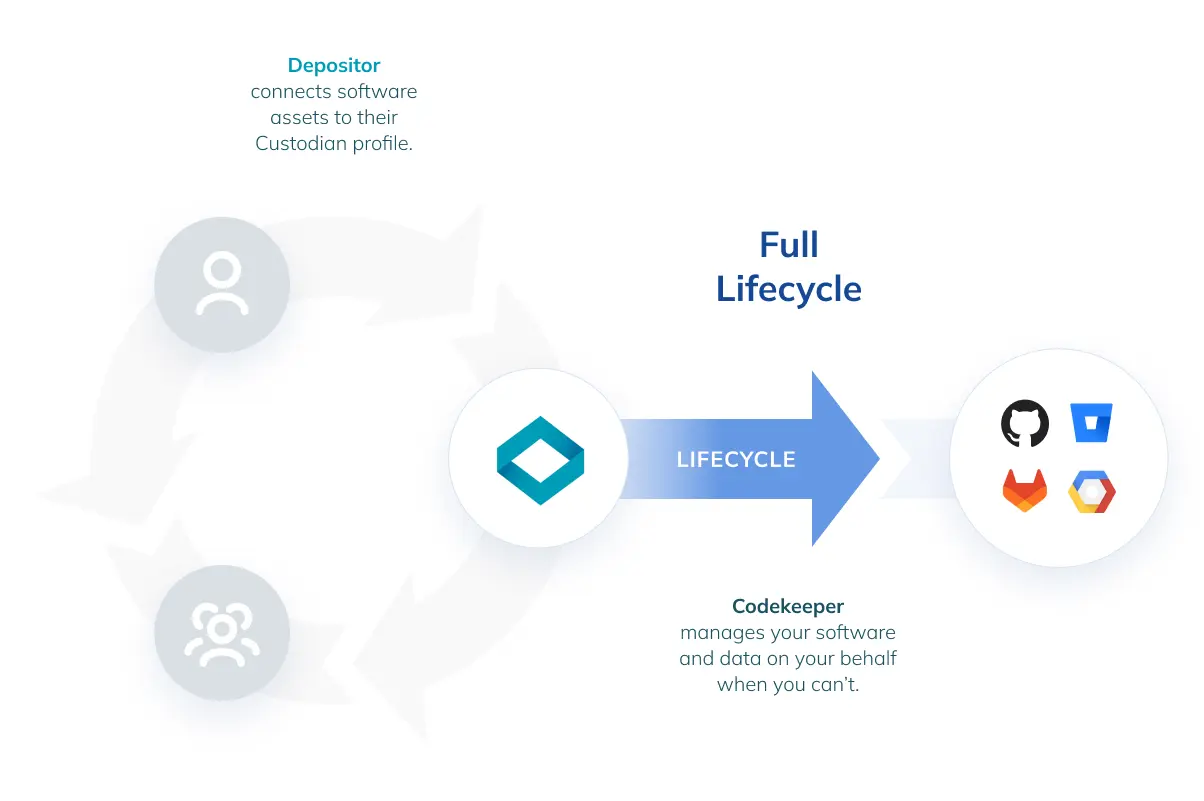 Depositor
connects software
assets to their
Custodian profile.
Full
Lifecycle
LIFECYCLE
Codekeeper
manages your software
and data on your behalf
when you can’t.